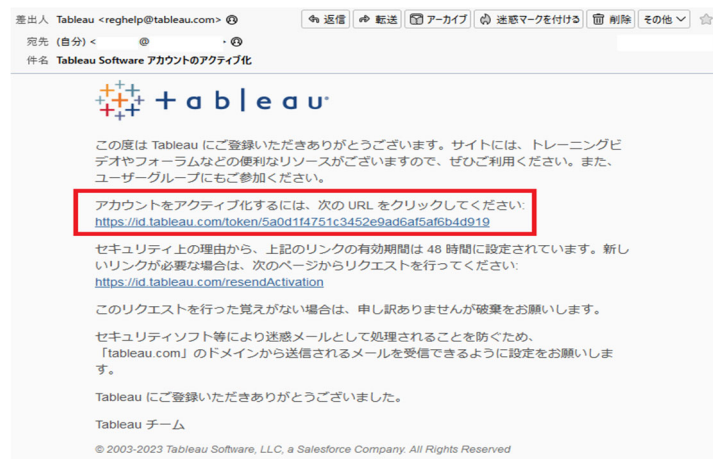 差出人 Tableau <reghelp@tableau.com> 返信 転送 アーカイブ 迷惑マークを付ける 削除 その他
宛先 (自分) < @
件名 Tableau Software アカウントのアクティブ化
+ a b l e a u
この度は Tableau にご登録いただきありがとうございます。サイトには、トレーニングビ
デオやフォーラムなどの便利なリソースがございますので、ぜひご利用ください。また、
ユーザーグループにもご参加ください。
アカウントをアクティブ化するには、次の URL をクリックしてください:
https://id.tableau.com/token/5a0d1f4751c3452e9ad6af5af6b4d919
セキュリティ上の理由から、上記のリンクの有効期間は 48 時間に設定されています。新し
いリンクが必要な場合は、次のページからリクエストを行ってください:
https://id.tableau.com/resendActivation
このリクエストを行った覚えがない場合は、申し訳ありませんが破棄をお願いします。
セキュリティソフト等により迷惑メールとして処理されることを防ぐため、
「tableau.com」のドメインから送信されるメールを受信できるように設定をお願いしま
す。
Tableau にご登録いただきありがとうございました。
Tableau チーム
© 2003-2023 Tableau Software, LLC, a Salesforce Company. All Rights Reserved